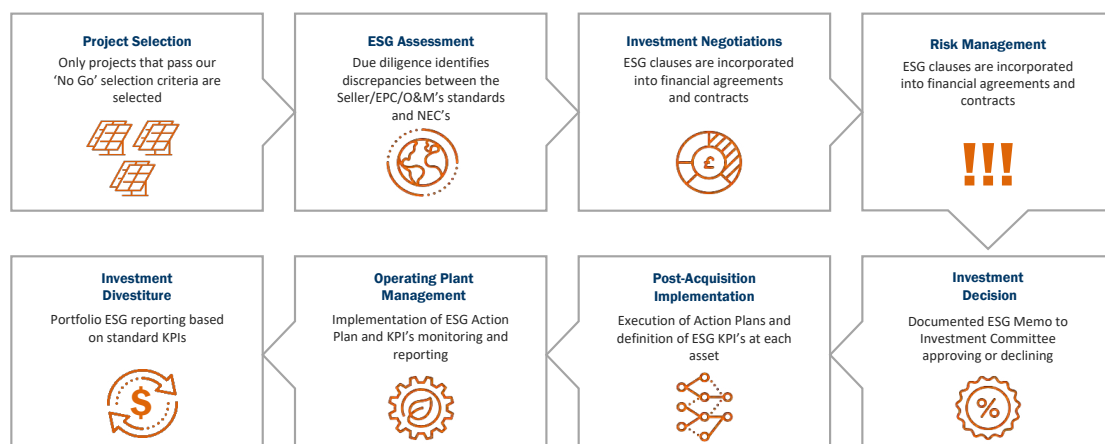 Project Selection
Only projects that pass our
‘No Go’ selection criteria are
selected
ESG Assessment
Due diligence identifies
discrepancies between the
Seller/EPC/O&M’s standards
and NEC’s
Investment Negotiations
ESG clauses are incorporated
into financial agreements
and contracts
£
Risk Management
ESG clauses are incorporated
into financial agreements and
contracts
!!!
Investment
Decision
Documented ESG Memo to
Investment Committee
approving or declining
%
Post-Acquisition
Implementation
Execution of Action Plans and
definition of ESG KPI’s at each
asset
Operating Plant
Management
Implementation of ESG Action
Plan and KPI’s monitoring and
reporting
Investment
Divestiture
Portfolio ESG reporting based
on standard KPIs
$